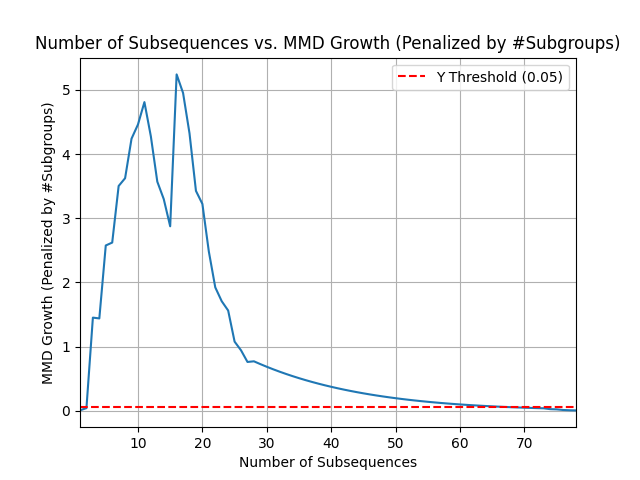 Number of Subsequences vs. MMD Growth (Penalized by #Subgroups)
Y Threshold (0.05)
MMD Growth (Penalized by #Subgroups)
5
4
3
2
1
0
10 20 30 40 50 60 70
Number of Subsequences